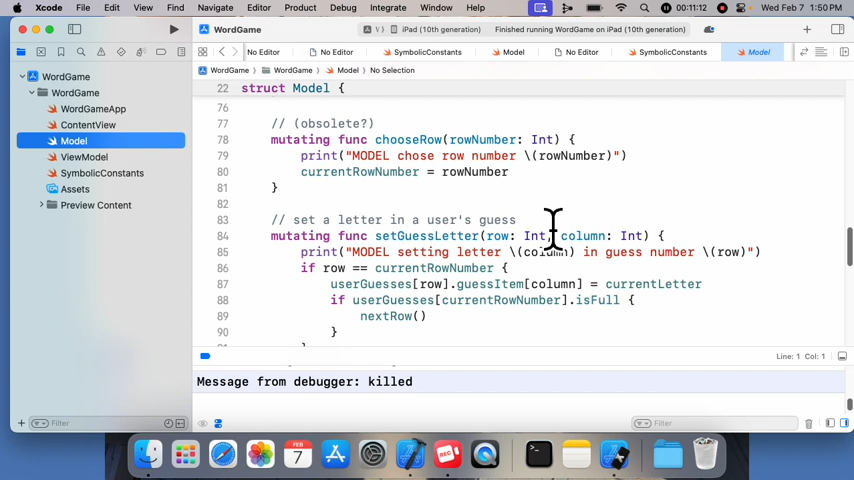 Xcode File Edit View Find Navigate Editor Product Debug Integrate Window Help 00:11:12 Wed Feb 7 1:50 PM
WordGame iPad (10th generation) Finished running WordGame on iPad (10th generation)
No Editor No Editor SymbolicConstants Model No Editor SymbolicConstants Model
WordGame WordGame Model No Selection
WordGame
WordGame
WordGameApp
ContentView
Model
ViewModel
SymbolicConstants
Assets
Preview Content
22 struct Model {
76
77 // (obsolete?)
78 mutating func chooseRow(rowNumber: Int) {
79 print("MODEL chose row number \(rowNumber)")
80 currentRowNumber = rowNumber
81 }
82
83 // set a letter in a user's guess
84 mutating func setGuessLetter(row: Int, column: Int) {
85 print("MODEL setting letter \(column) in guess number \(row)")
86 if row == currentRowNumber {
87 userGuesses[row].guessItem[column] = currentLetter
88 if userGuesses[currentRowNumber].isFull {
89 nextRow()
90 }
91 }
Line: 1 Col: 1
Message from debugger: killed
Filter Filter
FEB
7
REC